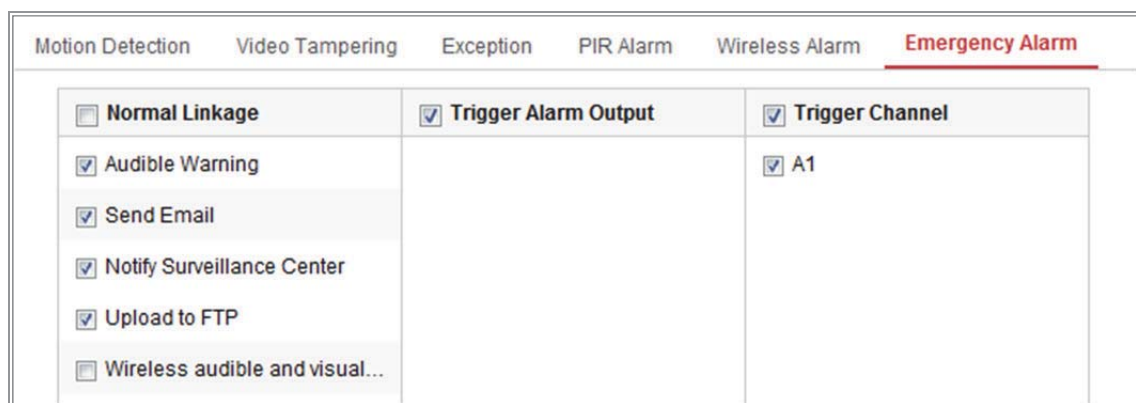 Motion Detection Video Tampering Exception PIR Alarm Wireless Alarm Emergency Alarm
Normal Linkage Trigger Alarm Output Trigger Channel
Audible Warning A1
Send Email
Notify Surveillance Center
Upload to FTP
Wireless audible and visual...